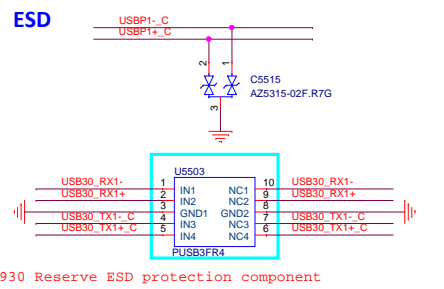 ESD
USBP1-_C
USBP1+_C
2
1
C5515
AZ5315-02F.R7G
3
U5503
USB30_RX1-
1
IN1
NC1
10
USB30_RX1-
USB30_RX1+
2
IN2
NC2
9
USB30_RX1+
3
GND1
GND2
8
USB30_TX1-_C
4
IN3
NC3
7
USB30_TX1-_C
USB30_TX1+_C
5
IN4
NC4
6
USB30_TX1+_C
PUSB3FR4
930 Reserve ESD protection component